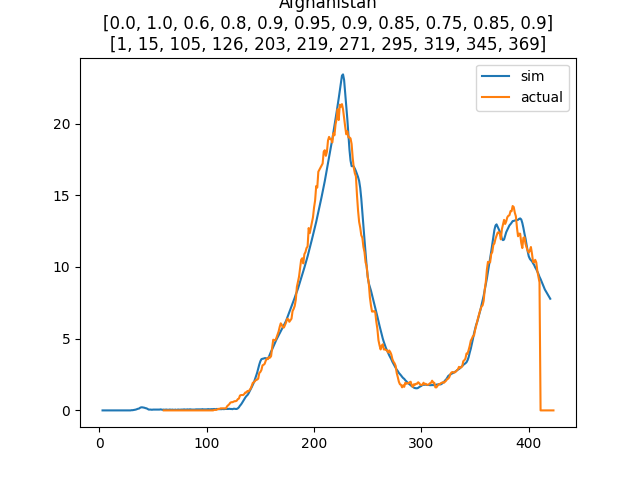 Afghanistan
[0.0, 1.0, 0.6, 0.8, 0.9, 0.95, 0.9, 0.85, 0.75, 0.85, 0.9]
[1, 15, 105, 126, 203, 219, 271, 295, 319, 345, 369]
sim
actual
20
15
10
5
0
0 100 200 300 400